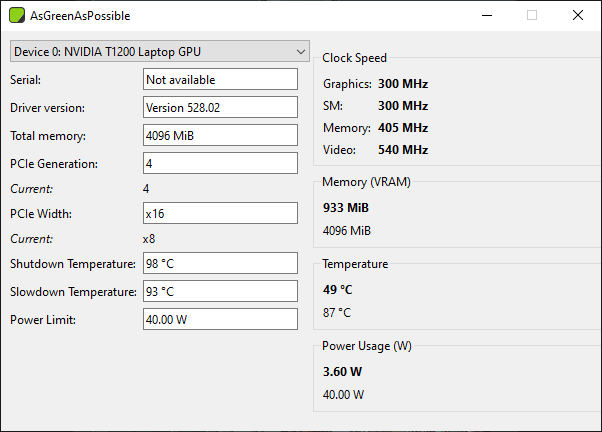 AsGreenAsPossible
Device 0: NVIDIA T1200 Laptop GPU
Serial: Not available
Driver version: Version 528.02
Total memory: 4096 MiB
PCIe Generation: 4
Current: 4
PCIe Width: x16
Current: x8
Shutdown Temperature: 98 °C
Slowdown Temperature: 93 °C
Power Limit: 40.00 W
Clock Speed
Graphics: 300 MHz
SM: 300 MHz
Memory: 405 MHz
Video: 540 MHz
Memory (VRAM)
933 MiB
4096 MiB
Temperature
49 °C
87 °C
Power Usage (W)
3.60 W
40.00 W